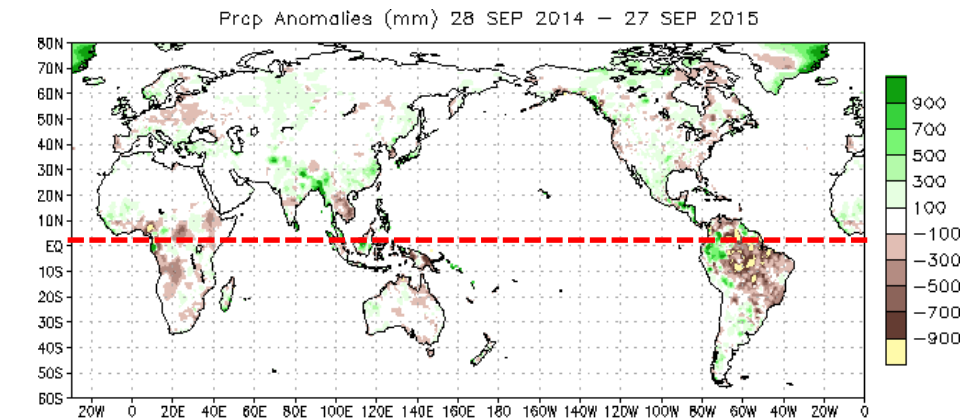 Prcp Anomalies (mm) 28 SEP 2014 – 27 SEP 2015
80N
70N
60N
50N
40N
30N
20N
10N
EQ
10S
20S
30S
40S
50S
60S
20W 0 20E 40E 60E 80E 100E 120E 140E 160E 180 160W 140W 120W 100W 80W 60W 40W 20W 0
900
700
500
300
100
−100
−300
−500
−700
−900